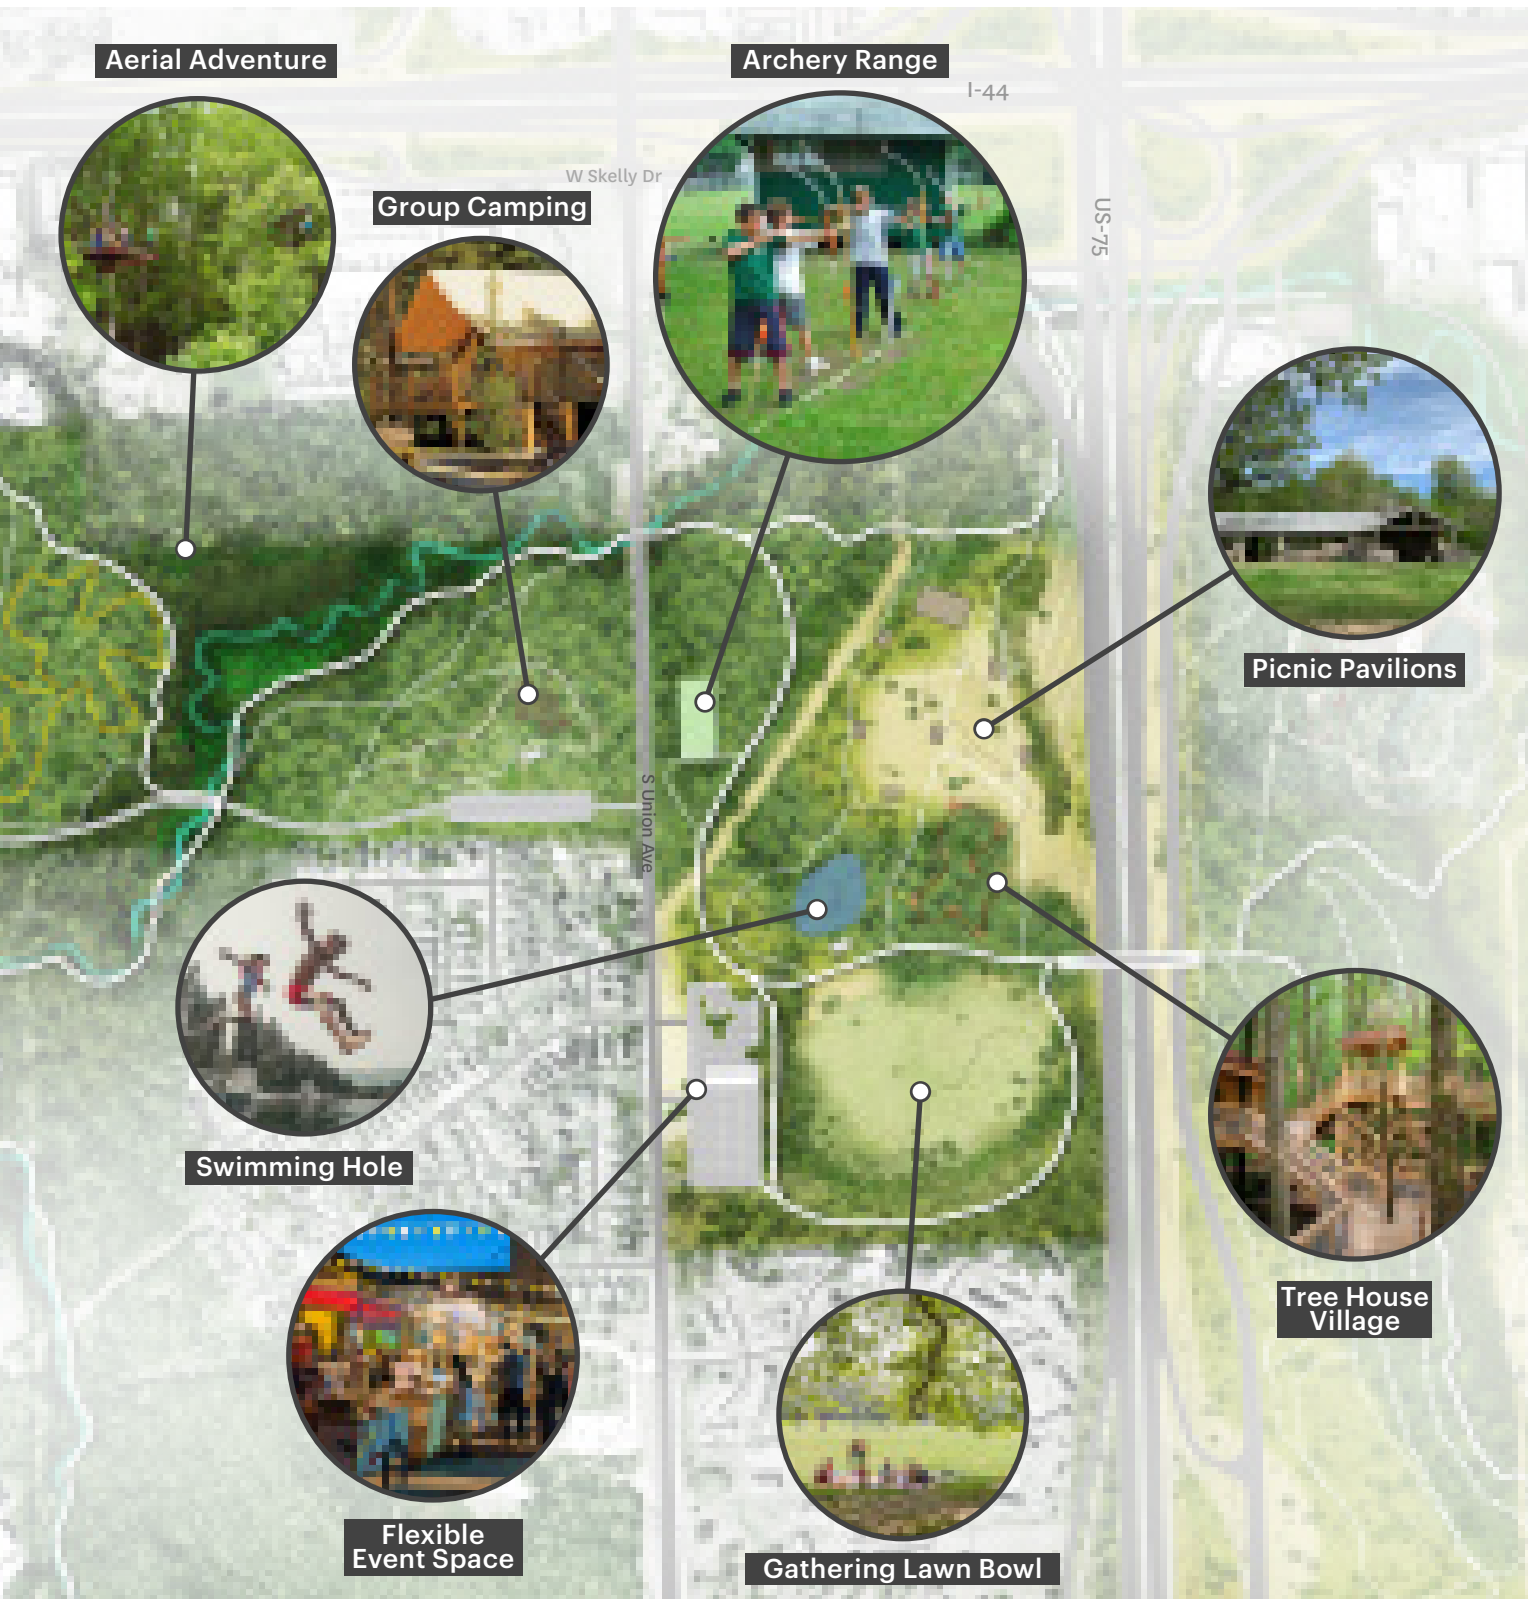 Aerial Adventure
Archery Range
I-44
W Skelly Dr
Group Camping
US-75
Picnic Pavilions
S Union Ave
Swimming Hole
Tree House
Village
Flexible
Event Space
Gathering Lawn Bowl